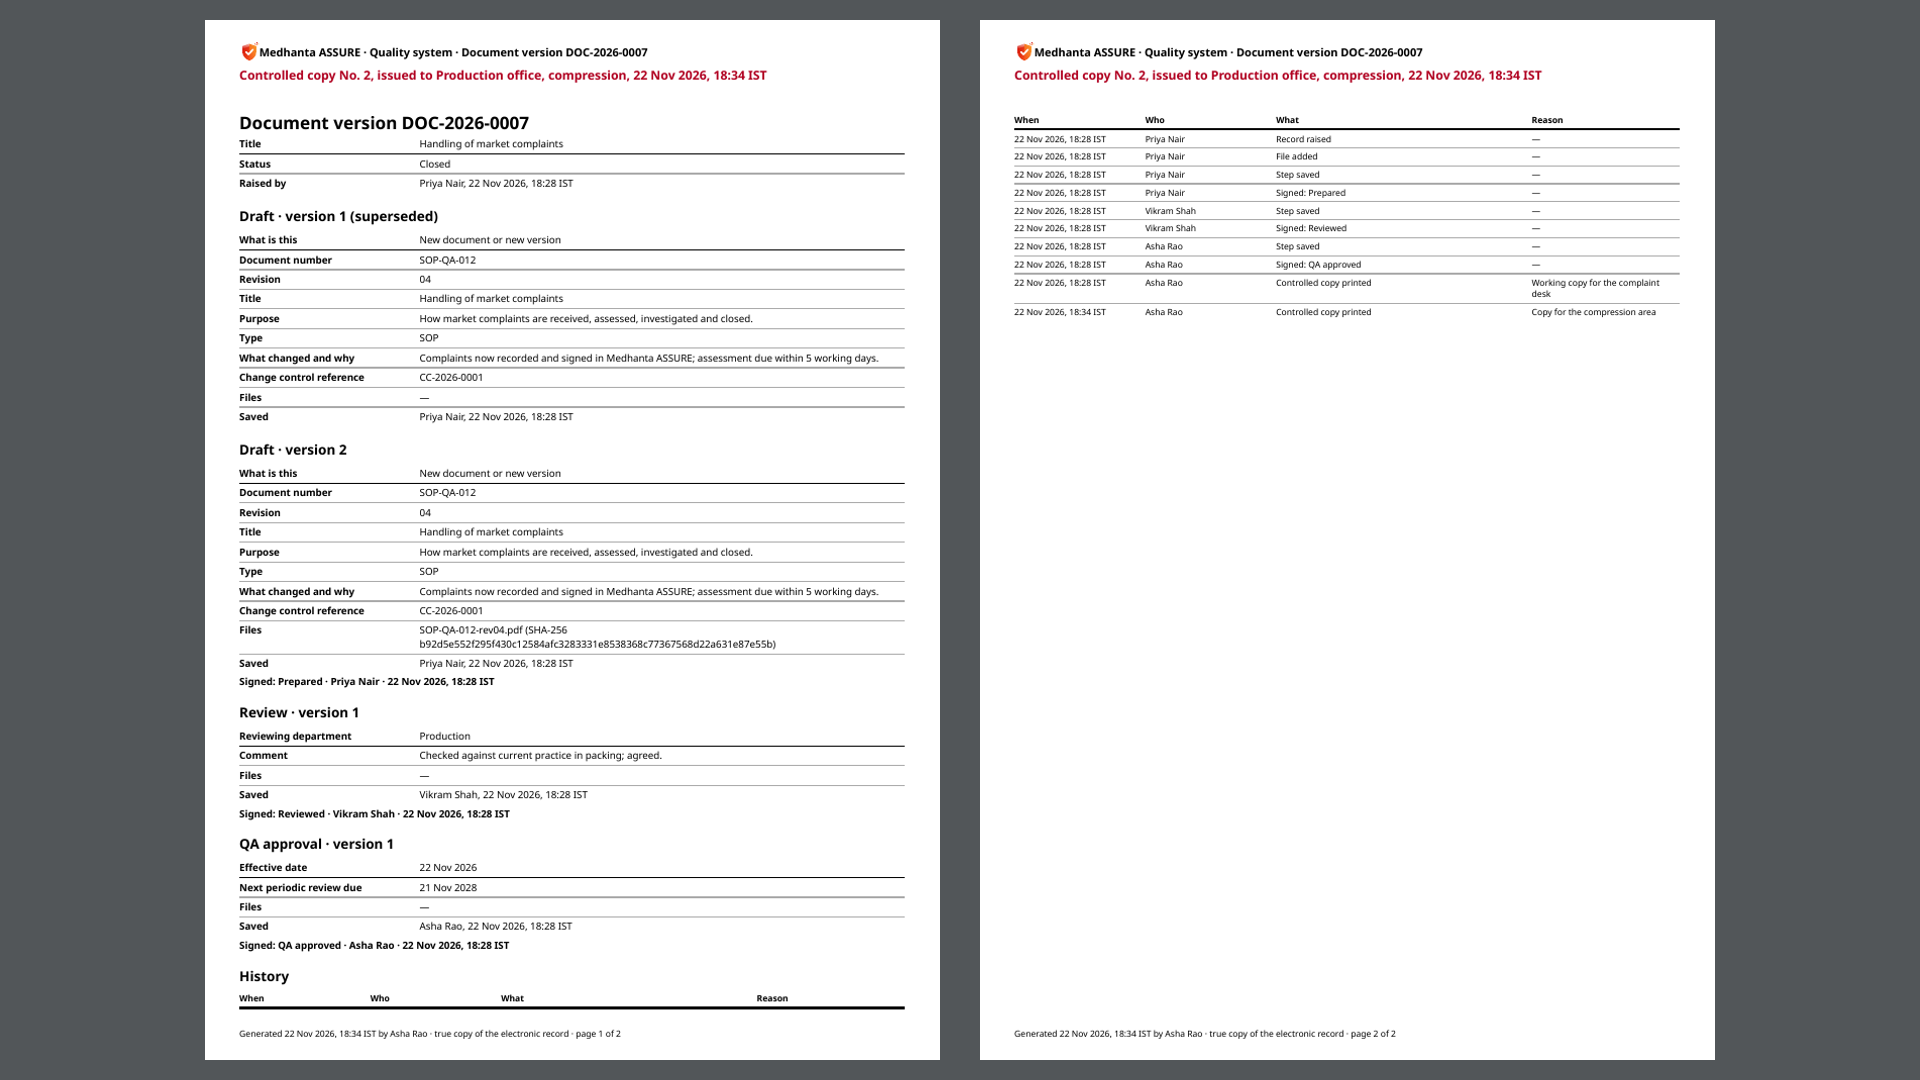 Medhanta ASSURE · Quality system · Document version DOC-2026-0007
Controlled copy No. 2, issued to Production office, compression, 22 Nov 2026, 18:34 IST
Document version DOC-2026-0007
Title Handling of market complaints
Status Closed
Raised by Priya Nair, 22 Nov 2026, 18:28 IST
Draft · version 1 (superseded)
What is this New document or new version
Document number SOP-QA-012
Revision 04
Title Handling of market complaints
Purpose How market complaints are received, assessed, investigated and closed.
Type SOP
What changed and why Complaints now recorded and signed in Medhanta ASSURE; assessment due within 5 working days.
Change control reference CC-2026-0001
Files —
Saved Priya Nair, 22 Nov 2026, 18:28 IST
Draft · version 2
What is this New document or new version
Document number SOP-QA-012
Revision 04
Title Handling of market complaints
Purpose How market complaints are received, assessed, investigated and closed.
Type SOP
What changed and why Complaints now recorded and signed in Medhanta ASSURE; assessment due within 5 working days.
Change control reference CC-2026-0001
Files SOP-QA-012-rev04.pdf (SHA-256
b92d5e552f295f430c12584afc3283331e8538368c77367568d22a631e87e55b)
Saved Priya Nair, 22 Nov 2026, 18:28 IST
Signed: Prepared · Priya Nair · 22 Nov 2026, 18:28 IST
Review · version 1
Reviewing department Production
Comment Checked against current practice in packing; agreed.
Files —
Saved Vikram Shah, 22 Nov 2026, 18:28 IST
Signed: Reviewed · Vikram Shah · 22 Nov 2026, 18:28 IST
QA approval · version 1
Effective date 22 Nov 2026
Next periodic review due 21 Nov 2028
Files —
Saved Asha Rao, 22 Nov 2026, 18:28 IST
Signed: QA approved · Asha Rao · 22 Nov 2026, 18:28 IST
History
When Who What Reason
Generated 22 Nov 2026, 18:34 IST by Asha Rao · true copy of the electronic record · page 1 of 2
Medhanta ASSURE · Quality system · Document version DOC-2026-0007
Controlled copy No. 2, issued to Production office, compression, 22 Nov 2026, 18:34 IST
When Who What Reason
22 Nov 2026, 18:28 IST Priya Nair Record raised —
22 Nov 2026, 18:28 IST Priya Nair File added —
22 Nov 2026, 18:28 IST Priya Nair Step saved —
22 Nov 2026, 18:28 IST Priya Nair Signed: Prepared —
22 Nov 2026, 18:28 IST Vikram Shah Step saved —
22 Nov 2026, 18:28 IST Vikram Shah Signed: Reviewed —
22 Nov 2026, 18:28 IST Asha Rao Step saved —
22 Nov 2026, 18:28 IST Asha Rao Signed: QA approved —
22 Nov 2026, 18:28 IST Asha Rao Controlled copy printed Working copy for the complaint
desk
22 Nov 2026, 18:34 IST Asha Rao Controlled copy printed Copy for the compression area
Generated 22 Nov 2026, 18:34 IST by Asha Rao · true copy of the electronic record · page 2 of 2